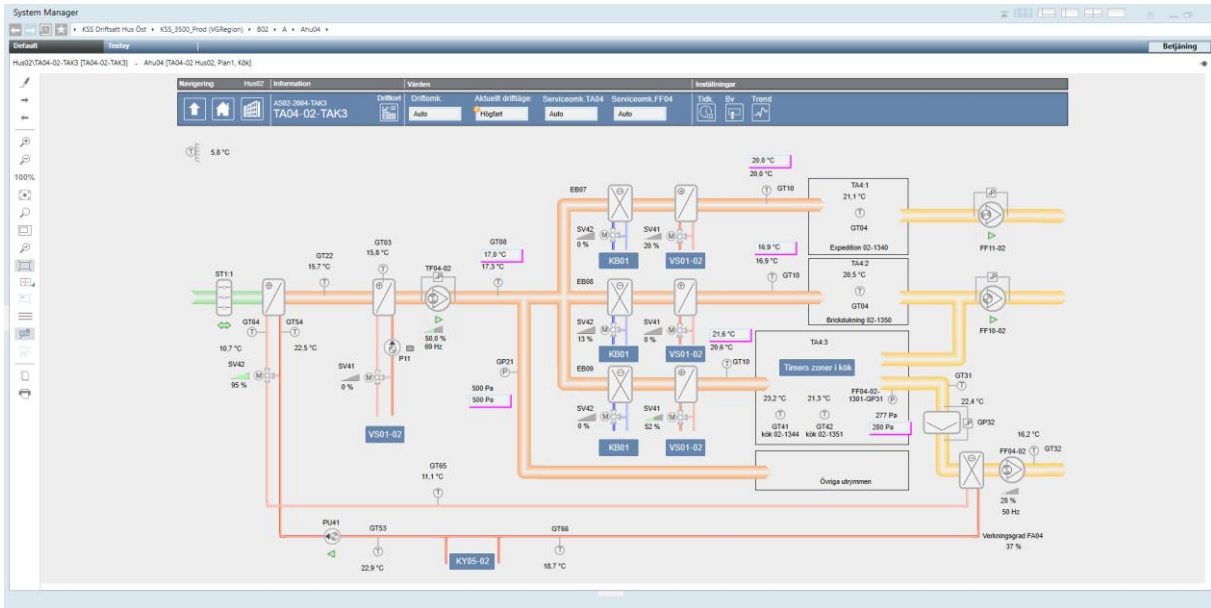 System Manager
KSS Driftsatt Hus Öst
KSS_3500_Prod (VGRegion)
B02
A
Ahu04
Default
Textvy
Betjäning
Hus02\TA04-02-TAK3 [TA04-02-TAK3]
Ahu04 [TA04-02 Hus02, Plan1, Kök]
100%
Navigering
Hus02
Information
Värden
Inställningar
AS02-2004-TAK3
TA04-02-TAK3
Driftkort
Driftomk.
Auto
Aktuellt driftläge:
Högfart
Serviceomk.TA04
Auto
Serviceomk.FF04
Auto
Tidk.
Bv
Trend
5,8 °C
20,0 °C
20,0 °C
GT10
EB07
SV42
0 %
KB01
SV41
20 %
VS01-02
TA4:1
21,1 °C
GT04
Expedition 02-1340
FF11-02
ST1:1
GT22
15,7 °C
GT03
15,8 °C
TF04-02
50,0 %
69 Hz
GT08
17,0 °C
17,3 °C
16,9 °C
16,9 °C
GT10
EB08
SV42
13 %
KB01
SV41
0 %
VS01-02
TA4:2
20,5 °C
GT04
Brickdukning 02-1350
FF10-02
GT64
10,7 °C
GT54
22,5 °C
SV42
95 %
SV41
0 %
P11
VS01-02
GP21
500 Pa
500 Pa
21,6 °C
20,6 °C
GT10
EB09
SV42
0 %
KB01
SV41
52 %
VS01-02
TA4:3
Timers zoner i kök
23,2 °C
GT41
kök 02-1344
21,3 °C
GT42
kök 02-1351
FF04-02-
1301-GP31
277 Pa
280 Pa
GT31
22,4 °C
GP32
16,2 °C
FF04-02
GT32
28 %
50 Hz
Övriga utrymmen
GT65
11,1 °C
PU41
GT53
22,9 °C
KY05-02
GT66
18,7 °C
Verkningsgrad FA04
37 %